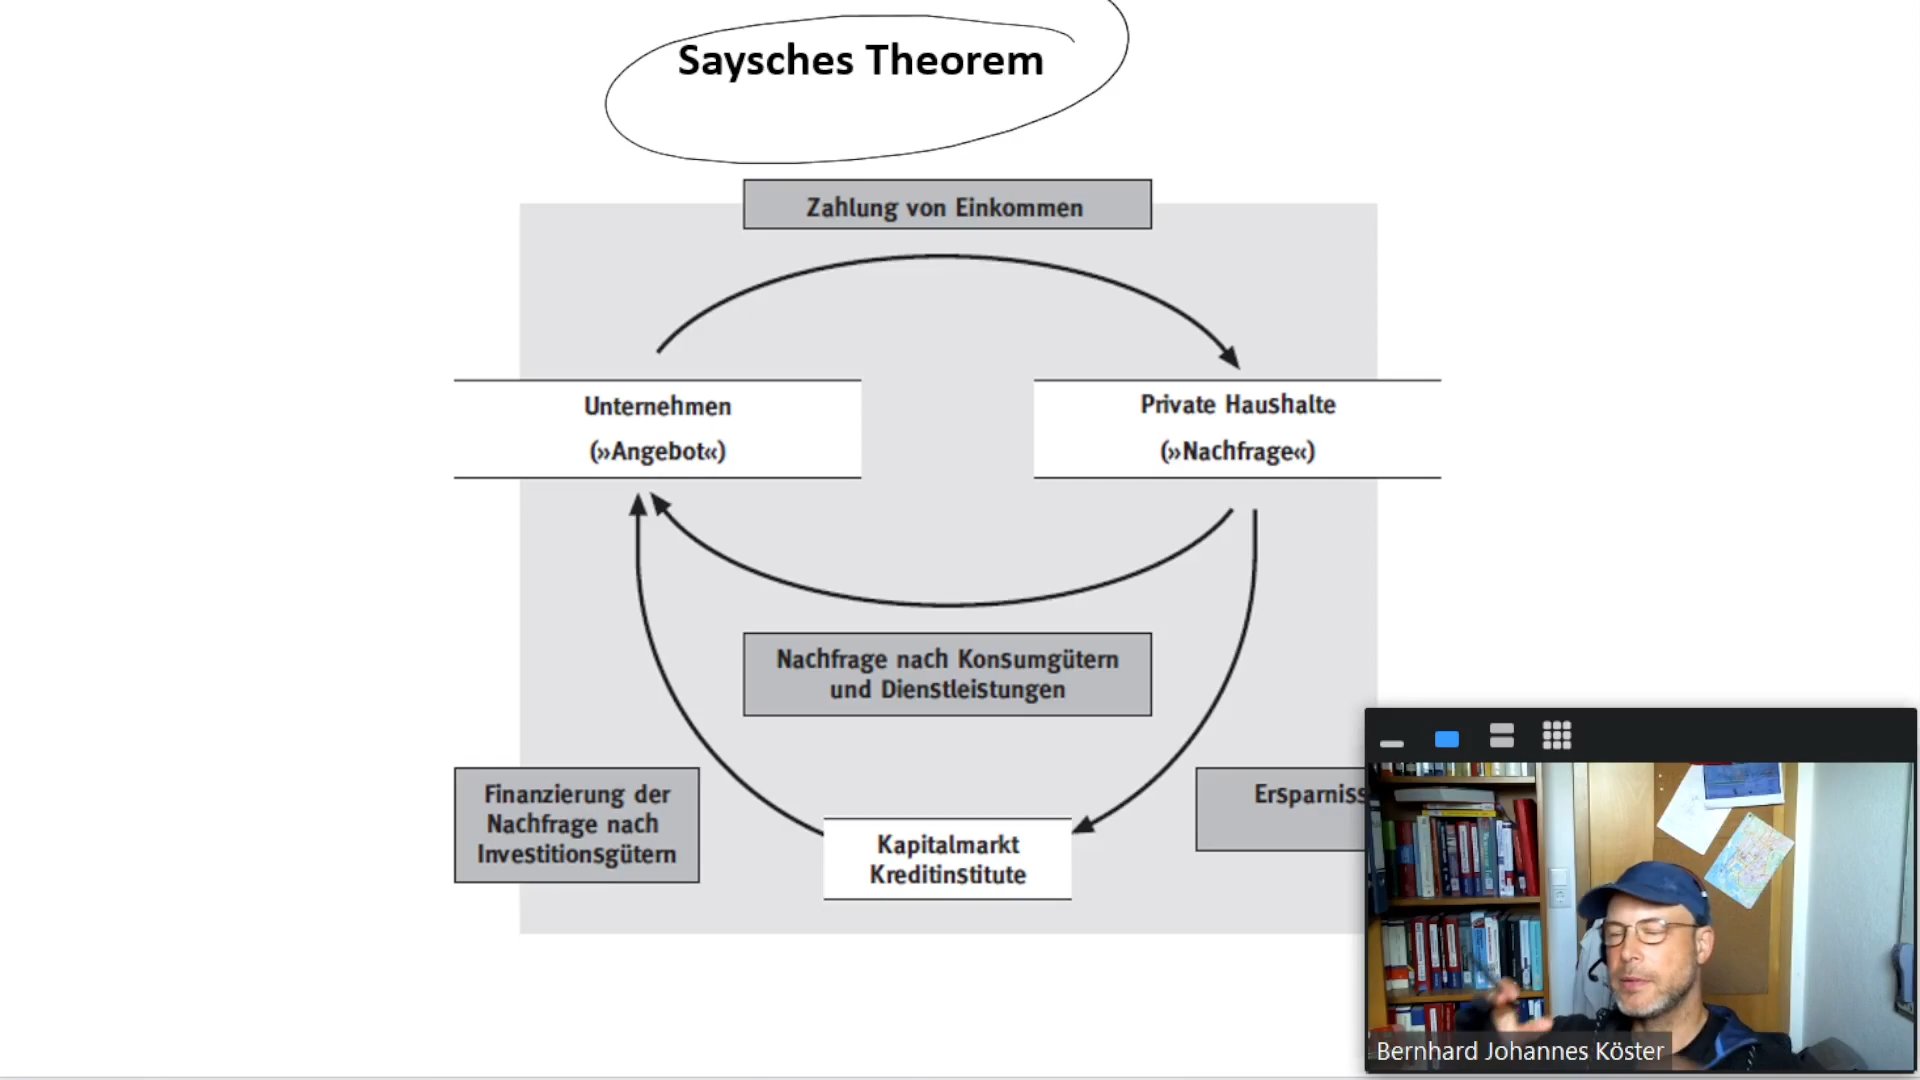 Saysches Theorem
Zahlung von Einkommen
Unternehmen
(»Angebot«)
Private Haushalte
(»Nachfrage«)
Nachfrage nach Konsumgütern
und Dienstleistungen
Finanzierung der
Nachfrage nach
Investitionsgütern
Kapitalmarkt
Kreditinstitute
Ersparniss
Bernhard Johannes Köster